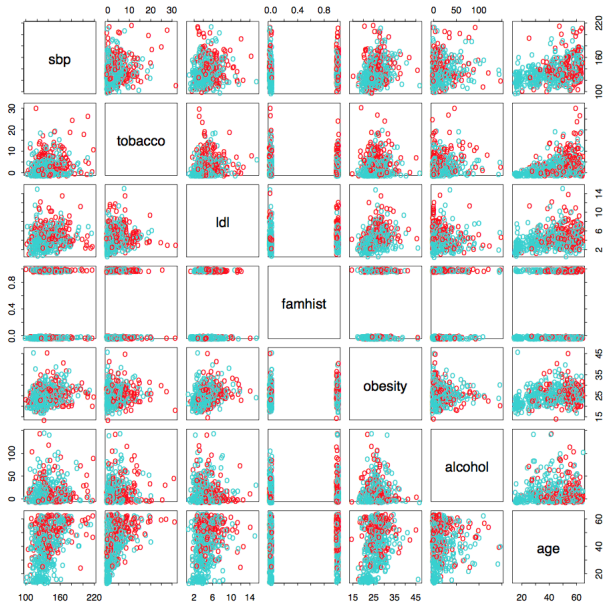 0 10 20 30
0.0 0.4 0.8
0 50 100
sbp
100 160 220
0 10 20 30
tobacco
ldl
2 6 10 14
0.0 0.4 0.8
famhist
obesity
15 25 35 45
0 50 100
alcohol
age
20 40 60
100 160 220
2 6 10 14
15 25 35 45
20 40 60